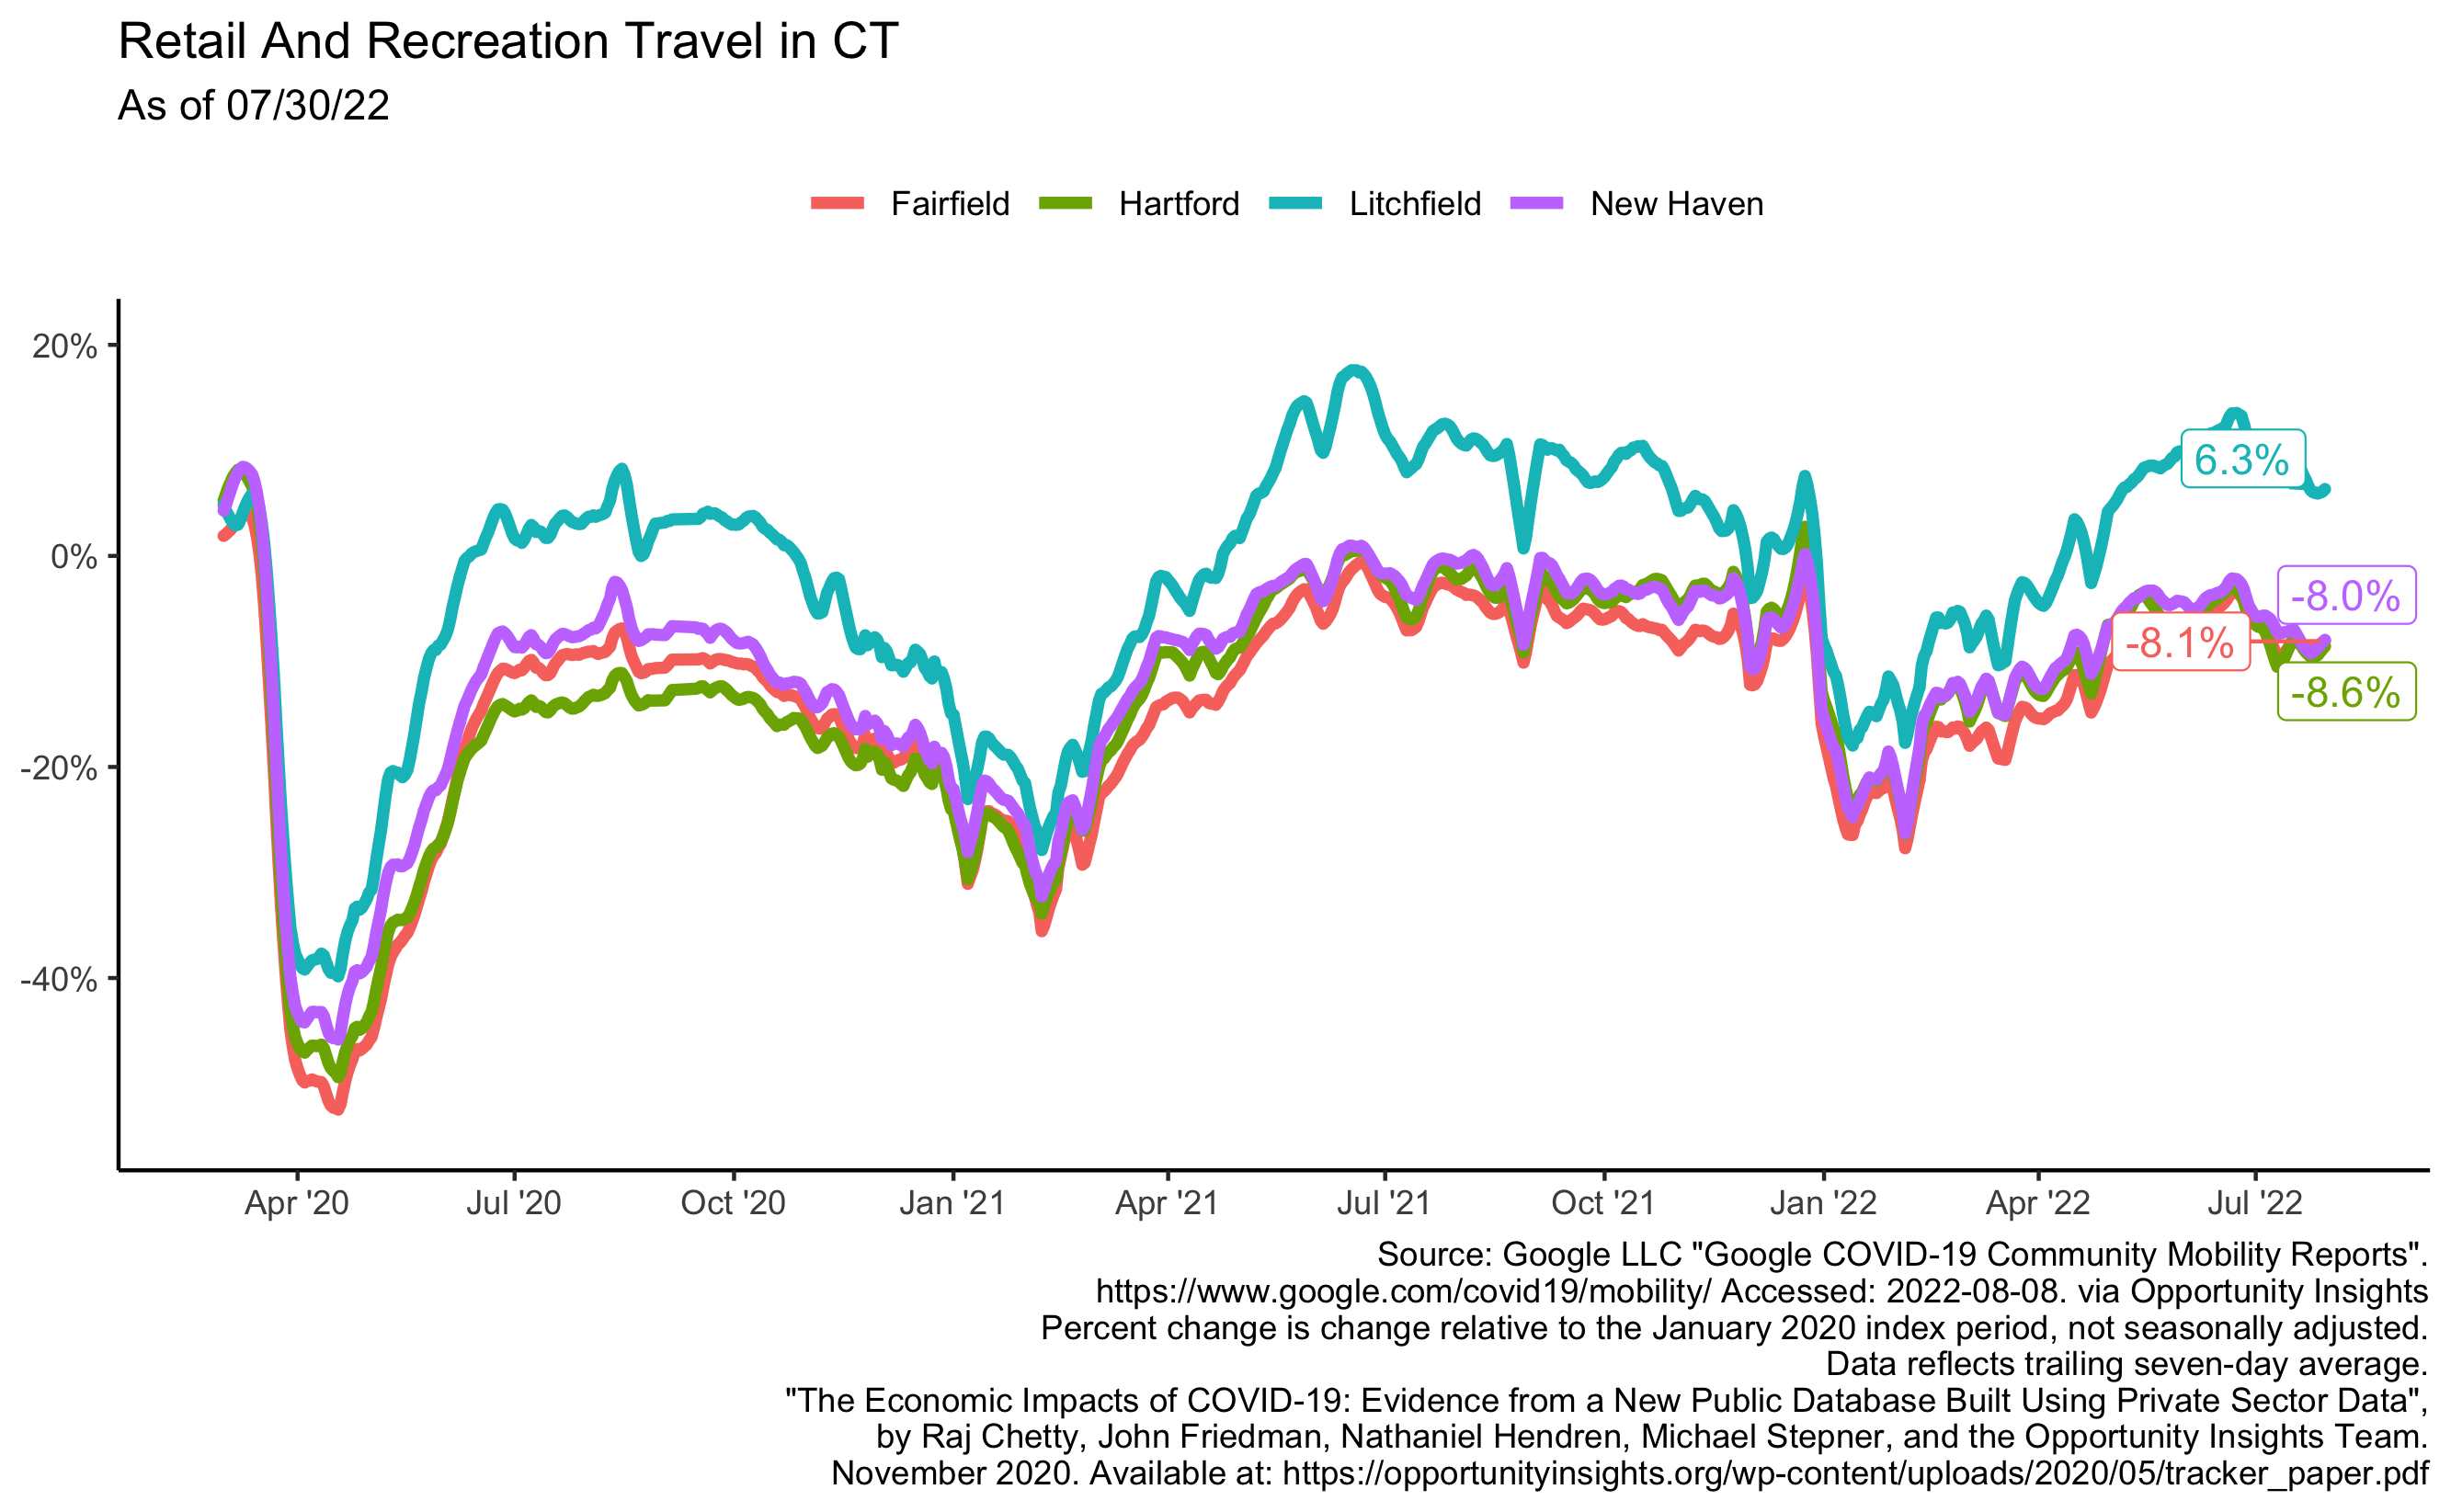 Retail And Recreation Travel in CT
As of 07/30/22
Fairfield Hartford Litchfield New Haven
20%
0%
-20%
-40%
6.3%
-8.0%
-8.1%
-8.6%
Apr '20 Jul '20 Oct '20 Jan '21 Apr '21 Jul '21 Oct '21 Jan '22 Apr '22 Jul '22
Source: Google LLC "Google COVID-19 Community Mobility Reports".
https://www.google.com/covid19/mobility/ Accessed: 2022-08-08. via Opportunity Insights
Percent change is change relative to the January 2020 index period, not seasonally adjusted.
Data reflects trailing seven-day average.
"The Economic Impacts of COVID-19: Evidence from a New Public Database Built Using Private Sector Data",
by Raj Chetty, John Friedman, Nathaniel Hendren, Michael Stepner, and the Opportunity Insights Team.
November 2020. Available at: https://opportunityinsights.org/wp-content/uploads/2020/05/tracker_paper.pdf